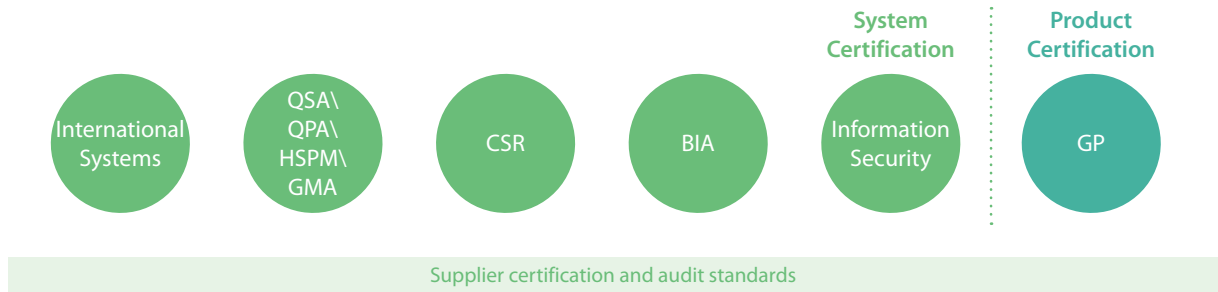 System
Certification
Product
Certification
International
Systems
QSA\
QPA\
HSPM\
GMA
CSR
BIA
Information
Security
GP
Supplier certification and audit standards